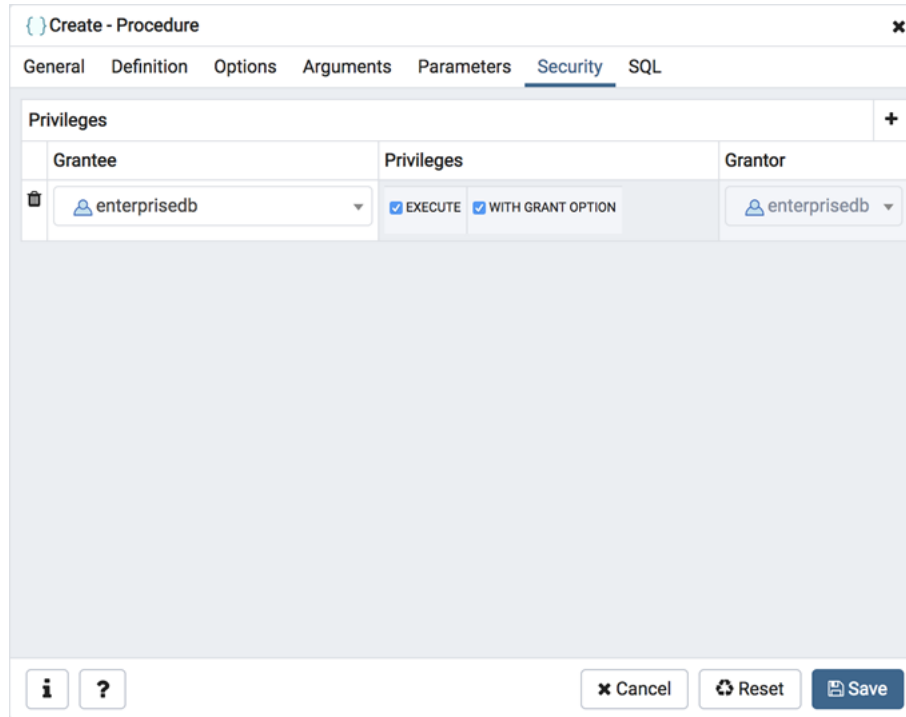 { } Create - Procedure
General Definition Options Arguments Parameters Security SQL
Privileges
Grantee Privileges Grantor
enterprisedb EXECUTE WITH GRANT OPTION enterprisedb
i ? Cancel Reset Save